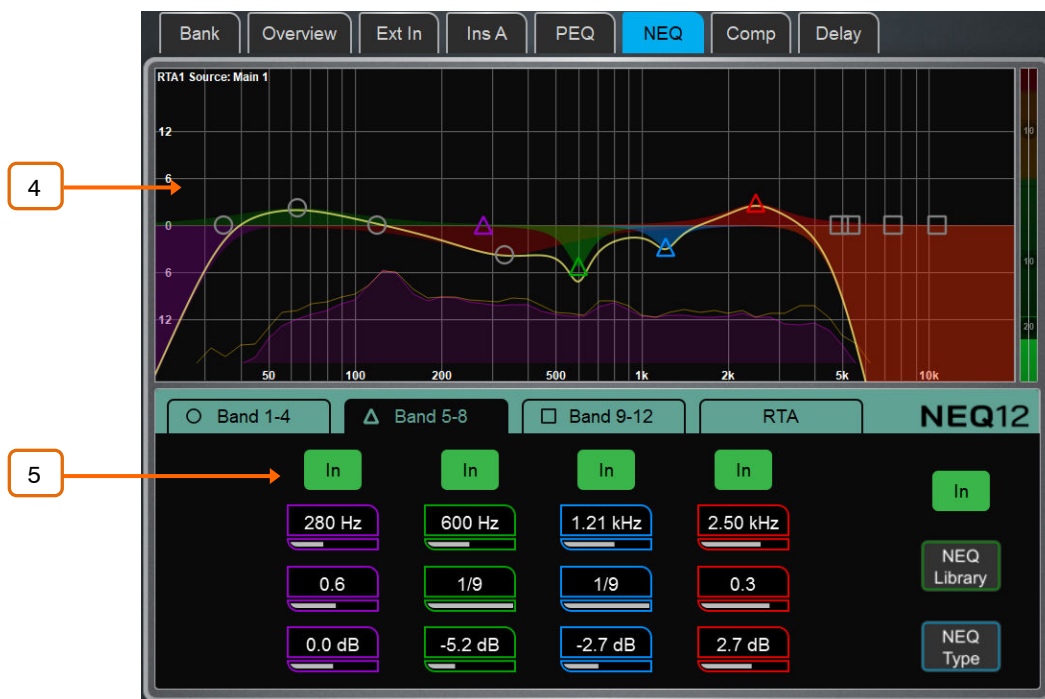 Bank Overview Ext In Ins A PEQ NEQ Comp Delay
RTA1 Source: Main 1
12
10
4
6
0
6
10
12
20
50 100 200 500 1k 2k 5k 10k
Band 1-4 Band 5-8 Band 9-12 RTA NEQ12
5
In In In In
In
280 Hz 600 Hz 1.21 kHz 2.50 kHz
NEQ
Library
0.6 1/9 1/9 0.3
0.0 dB -5.2 dB -2.7 dB 2.7 dB
NEQ
Type